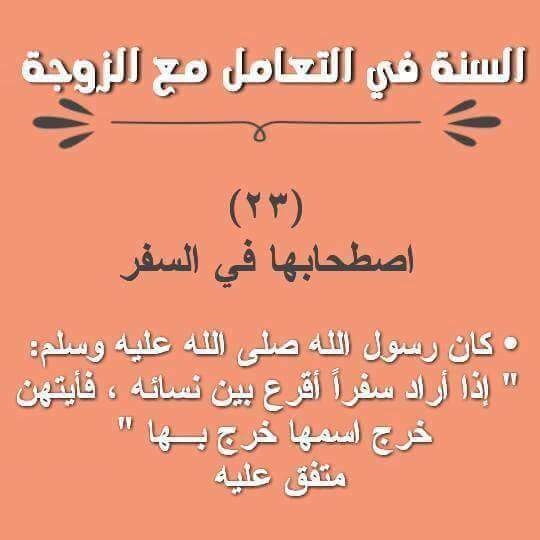 السنة في التعامل مع الزوجة
(٢٣)
اصطحابها في السفر
• كان رسول الله صلى الله عليه وسلم:
" إذا أراد سفراً أقرع بين نسائه ، فأيتهن
خرج اسمها خرج بـــها "
متفق عليه